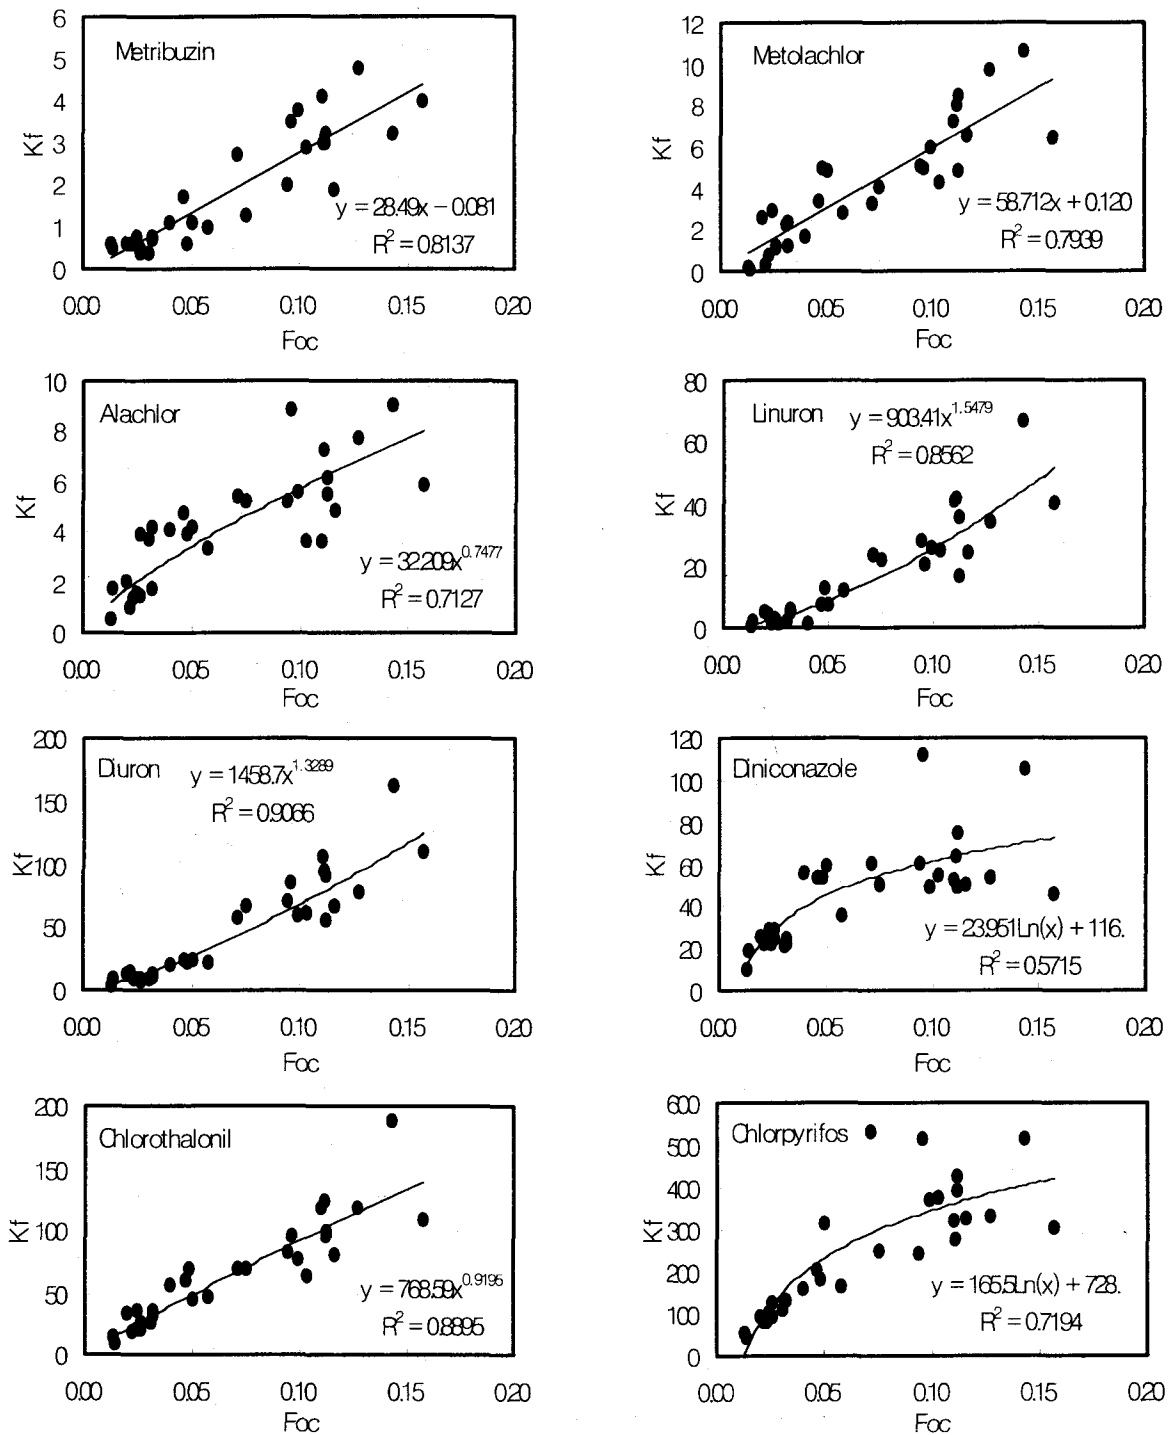 Metribuzin
6
5
4
3
2
1
0
Kf
y = 28.49x − 0.081
R² = 0.8137
0.00 0.05 0.10 0.15 0.20
Foc
Metolachlor
12
10
8
6
4
2
0
Kf
y = 58.712x + 0.120
R² = 0.7939
0.00 0.05 0.10 0.15 0.20
Foc
Alachlor
10
8
6
4
2
0
Kf
y = 32.209x^0.7477
R² = 0.7127
0.00 0.05 0.10 0.15 0.20
Foc
Linuron
80
60
40
20
0
Kf
y = 903.41x^1.5479
R² = 0.8562
0.00 0.05 0.10 0.15 0.20
Foc
Diuron
200
150
100
50
0
Kf
y = 1458.7x^1.3289
R² = 0.9066
0.00 0.05 0.10 0.15 0.20
Foc
Diniconazole
120
100
80
60
40
20
0
Kf
y = 23.951Ln(x) + 116.
R² = 0.5715
0.00 0.05 0.10 0.15 0.20
Foc
Chlorothalonil
200
150
100
50
0
Kf
y = 768.59x^0.9195
R² = 0.8895
0.00 0.05 0.10 0.15 0.20
Foc
Chlorpyrifos
600
500
400
300
200
100
0
Kf
y = 165.5Ln(x) + 728.
R² = 0.7194
0.00 0.05 0.10 0.15 0.20
Foc